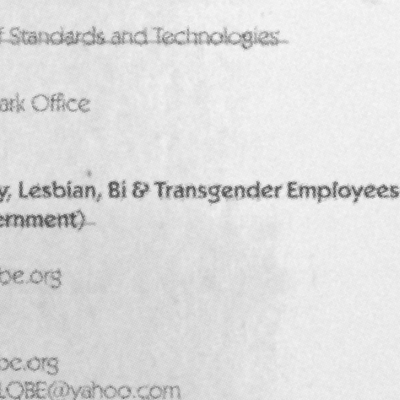 f Standards and Technologies
ark Office
y, Lesbian, Bi & Transgender Employees
ernment)
be.org
be.org
LOBE@yahoo.com